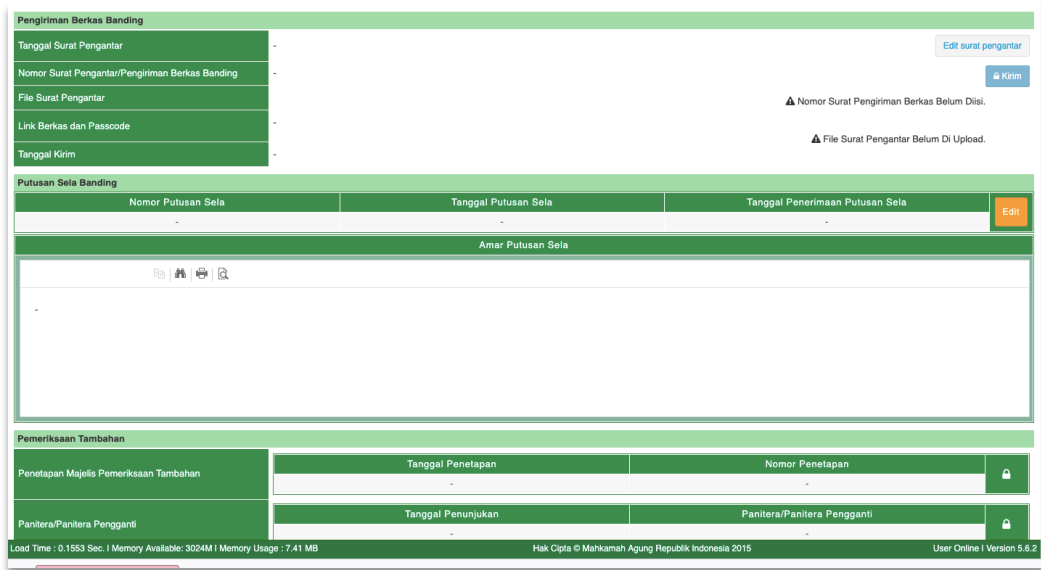 Pengiriman Berkas Banding
Tanggal Surat Pengantar - Edit surat pengantar
Nomor Surat Pengantar/Pengiriman Berkas Banding - Kirim
File Surat Pengantar
Nomor Surat Pengiriman Berkas Belum Diisi.
Link Berkas dan Passcode -
File Surat Pengantar Belum Di Upload.
Tanggal Kirim -
Putusan Sela Banding
Nomor Putusan Sela Tanggal Putusan Sela Tanggal Penerimaan Putusan Sela Edit
- - -
Amar Putusan Sela
-
Pemeriksaan Tambahan
Penetapan Majelis Pemeriksaan Tambahan
Tanggal Penetapan Nomor Penetapan
- -
Panitera/Panitera Pengganti
Tanggal Penunjukan Panitera/Panitera Pengganti
- -
Load Time : 0.1553 Sec. I Memory Available: 3024M I Memory Usage : 7.41 MB Hak Cipta © Mahkamah Agung Republik Indonesia 2015 User Online I Version 5.6.2